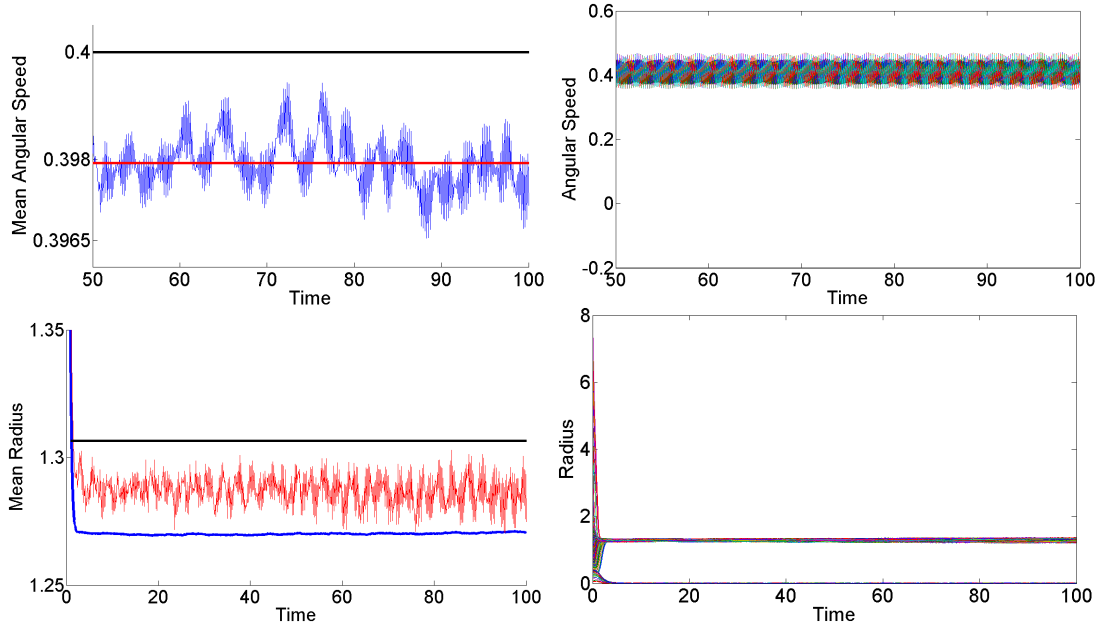 Mean Angular Speed
0.4
0.398
0.3965
50 60 70 80 90 100
Time
Angular Speed
0.6
0.4
0.2
0
-0.2
50 60 70 80 90 100
Time
Mean Radius
1.35
1.3
1.25
0 20 40 60 80 100
Time
Radius
8
6
4
2
0
0 20 40 60 80 100
Time